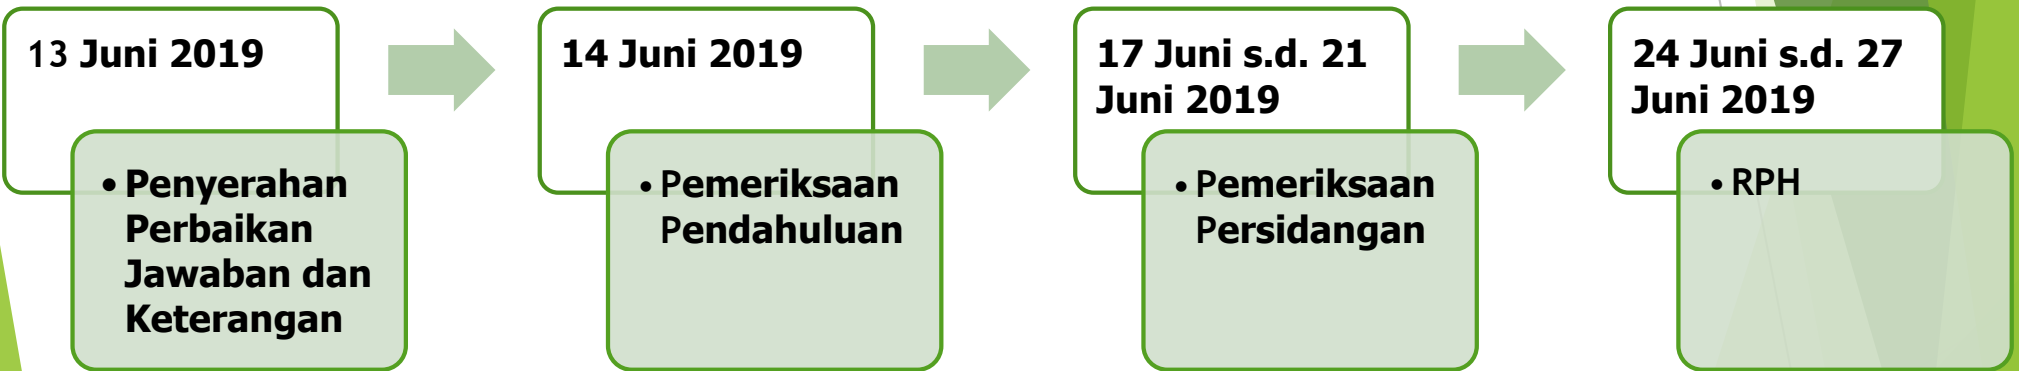 13 Juni 2019
• Penyerahan
Perbaikan
Jawaban dan
Keterangan
14 Juni 2019
• Pemeriksaan
Pendahuluan
17 Juni s.d. 21
Juni 2019
• Pemeriksaan
Persidangan
24 Juni s.d. 27
Juni 2019
• RPH